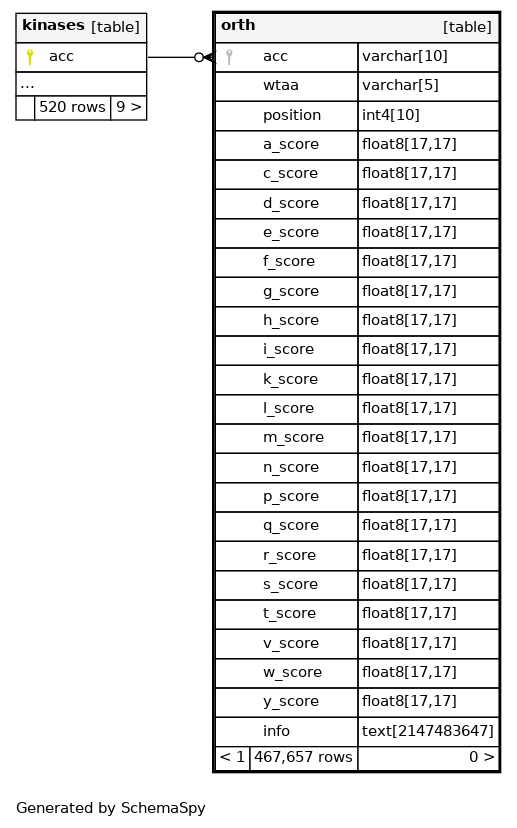 kinases [table]
acc
...
520 rows 9 >
orth [table]
acc varchar[10]
wtaa varchar[5]
position int4[10]
a_score float8[17,17]
c_score float8[17,17]
d_score float8[17,17]
e_score float8[17,17]
f_score float8[17,17]
g_score float8[17,17]
h_score float8[17,17]
i_score float8[17,17]
k_score float8[17,17]
l_score float8[17,17]
m_score float8[17,17]
n_score float8[17,17]
p_score float8[17,17]
q_score float8[17,17]
r_score float8[17,17]
s_score float8[17,17]
t_score float8[17,17]
v_score float8[17,17]
w_score float8[17,17]
y_score float8[17,17]
info text[2147483647]
< 1 467,657 rows 0 >
Generated by SchemaSpy